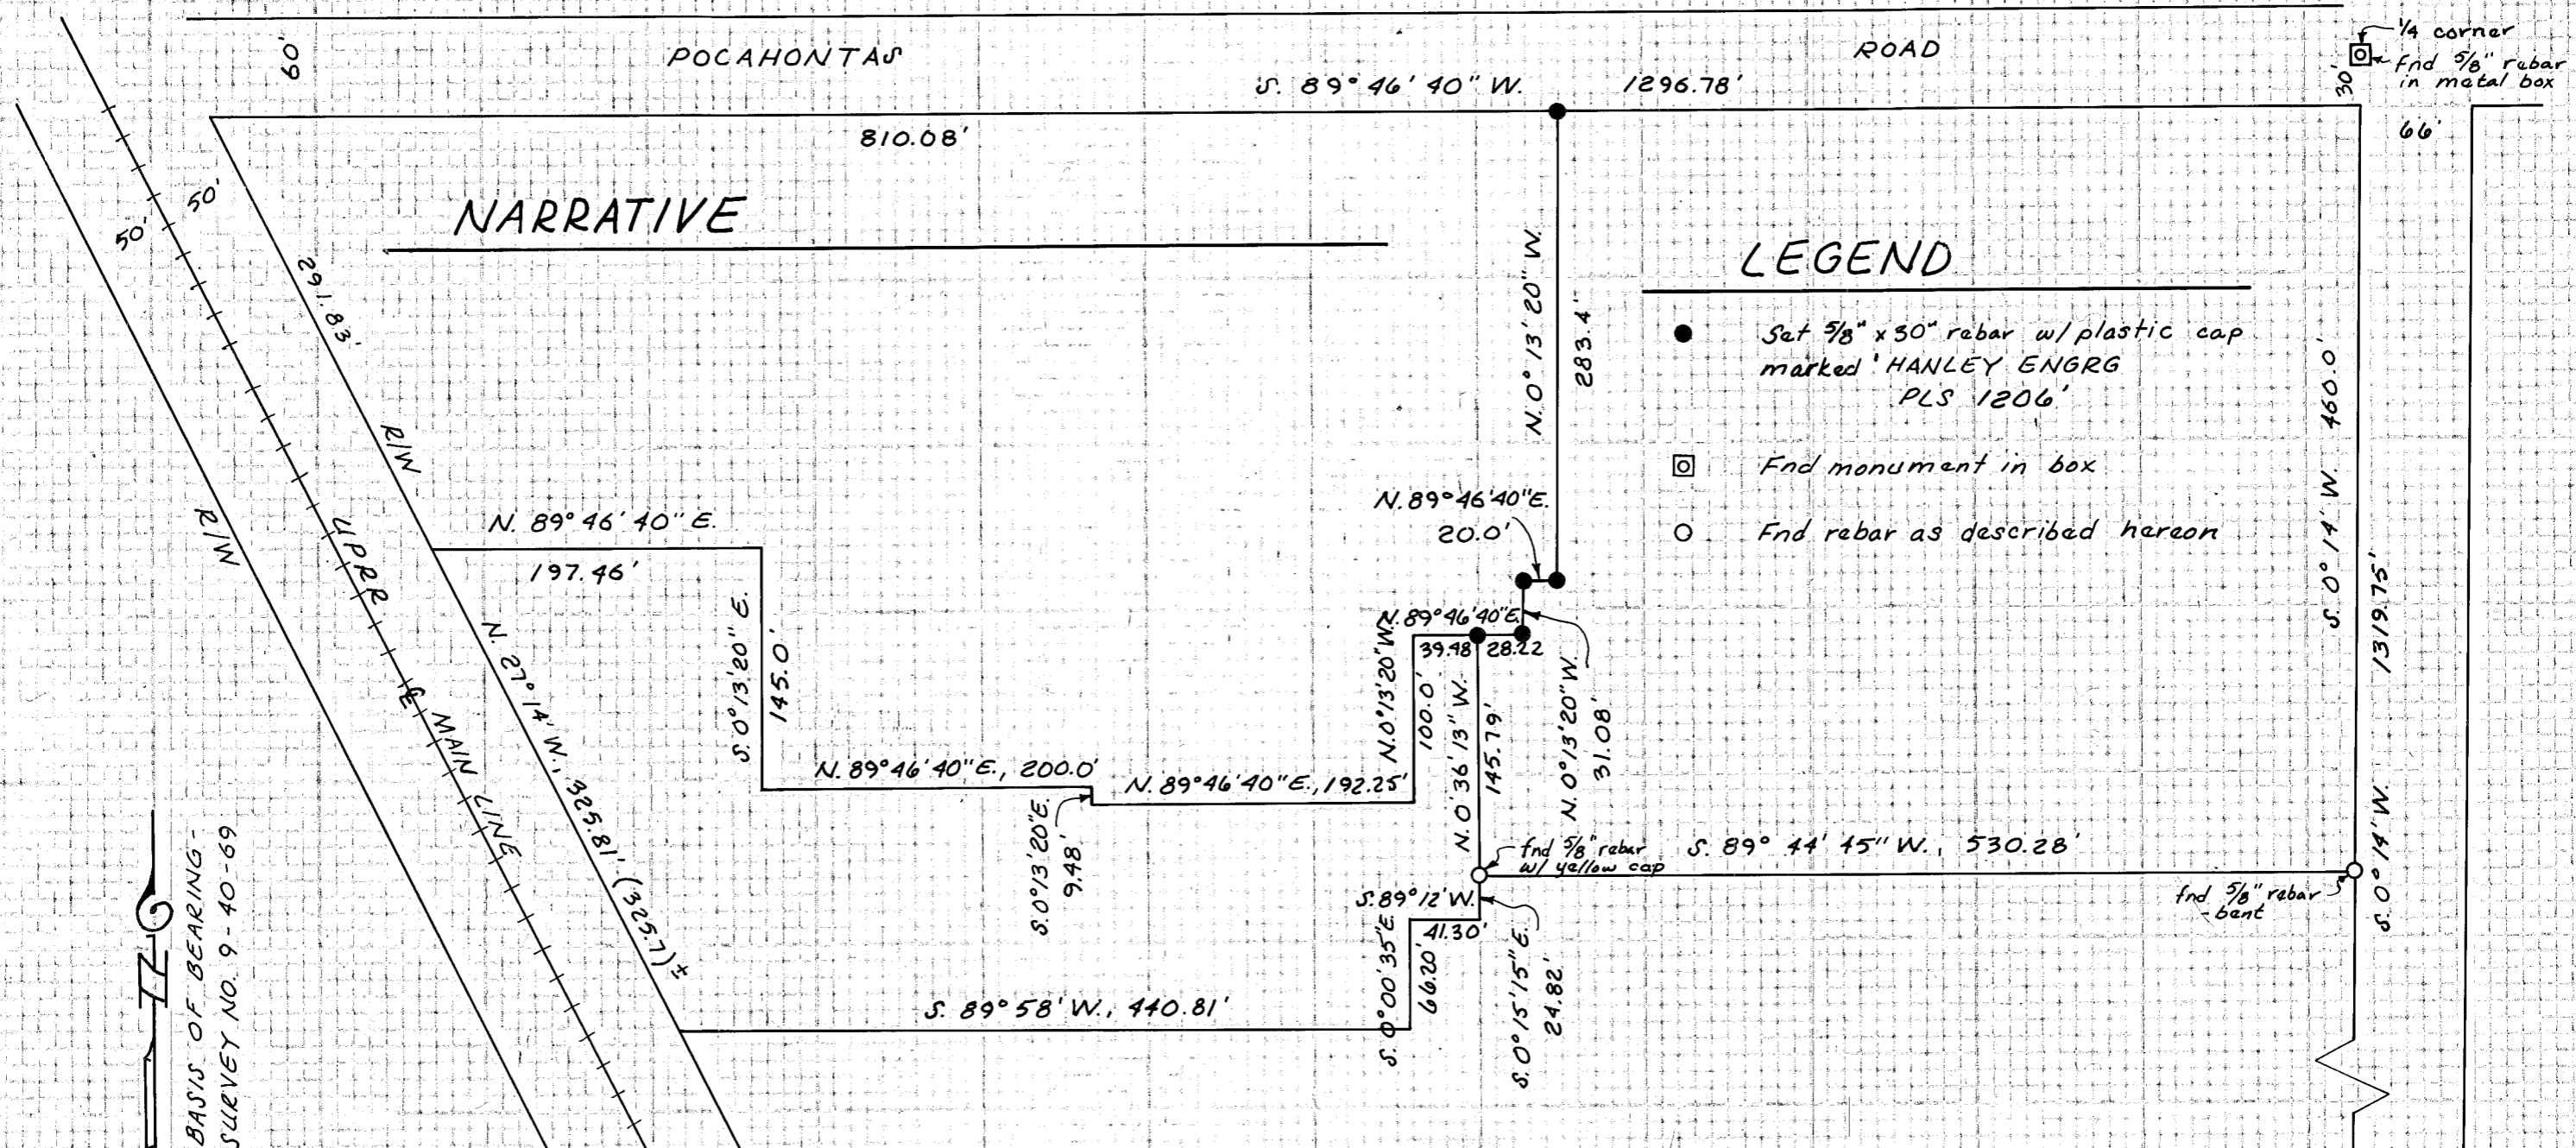 60'
POCAHONTAS
ROAD
S. 89° 46' 40" W.
1296.78'
1/4 corner
Fnd 5/8" rebar
in metal box
30'
66'
810.08'
50'
50'
NARRATIVE
291.83'
R/W
R/W
UPRR
℄ MAIN LINE
N. 27° 14' W., 325.81' (325.7)±
N. 89° 46' 40" E.
197.46'
S. 0° 13' 20" E.
145.0'
N. 89° 46' 40" E., 200.0'
S. 0° 13' 20" E.
9.48'
N. 89° 46' 40" E., 192.25'
N. 0° 13' 20" W.
100.0'
N. 89° 46' 40" E.
39.48
28.22
N. 0° 36' 13" W.
145.79'
N. 0° 13' 20" W.
31.08'
N. 89° 46' 40" E.
20.0'
N. 0° 13' 20" W.
283.4'
LEGEND
Set 5/8" x 30" rebar w/ plastic cap
marked 'HANLEY ENGRG
PLS 1206'
Fnd monument in box
Fnd rebar as described hereon
S. 0° 14' W. 460.0'
S. 0° 14' W. 1319.75'
fnd 5/8" rebar
w/ yellow cap
S. 89° 44' 45" W., 530.28'
fnd 5/8" rebar
- bent
S. 89° 12' W.
41.30'
S. 0° 00' 35" E.
66.20'
S. 0° 15' 15" E.
24.82'
S. 89° 58' W., 440.81'
N
BASIS OF BEARING-
SURVEY NO. 9-40-69